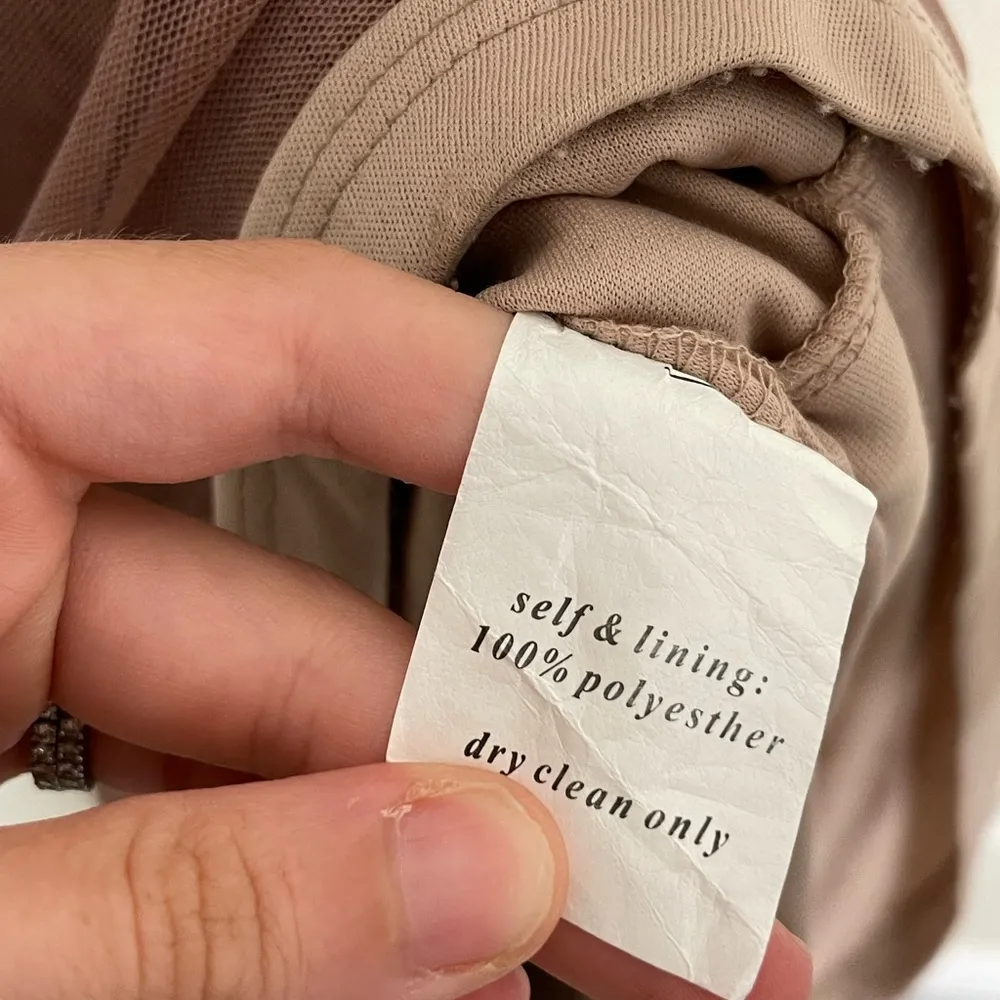 self & lining:
100% polyesther
dry clean only